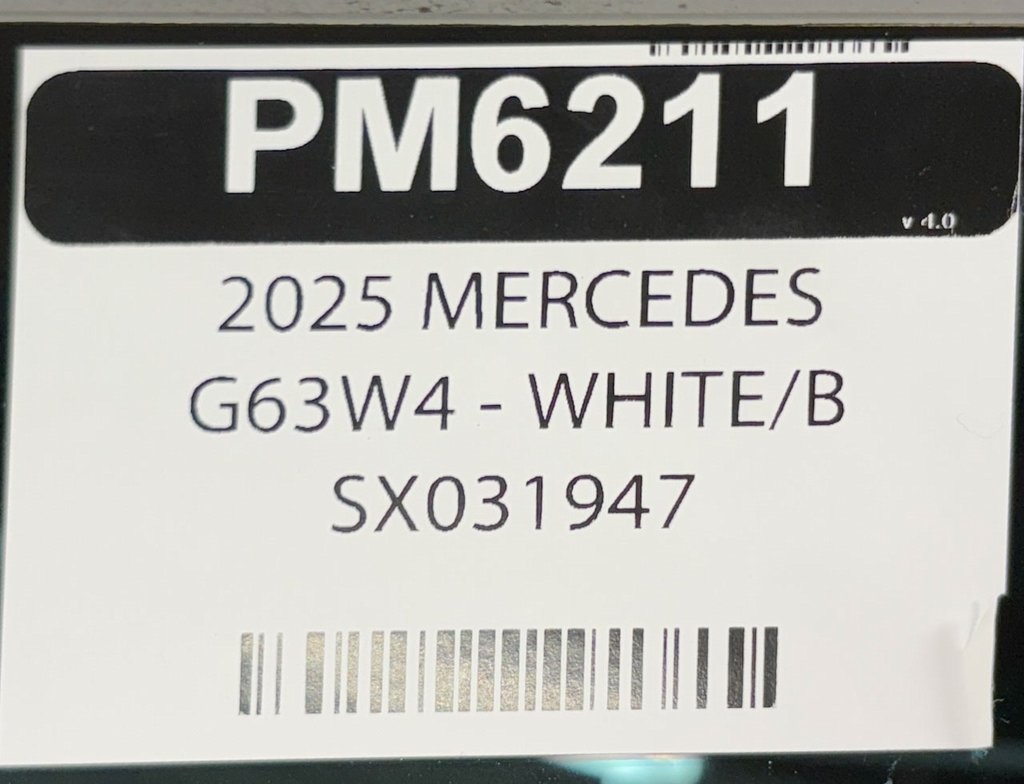 PM6211
v 4.0
2025 MERCEDES
G63W4 - WHITE/B
SX031947